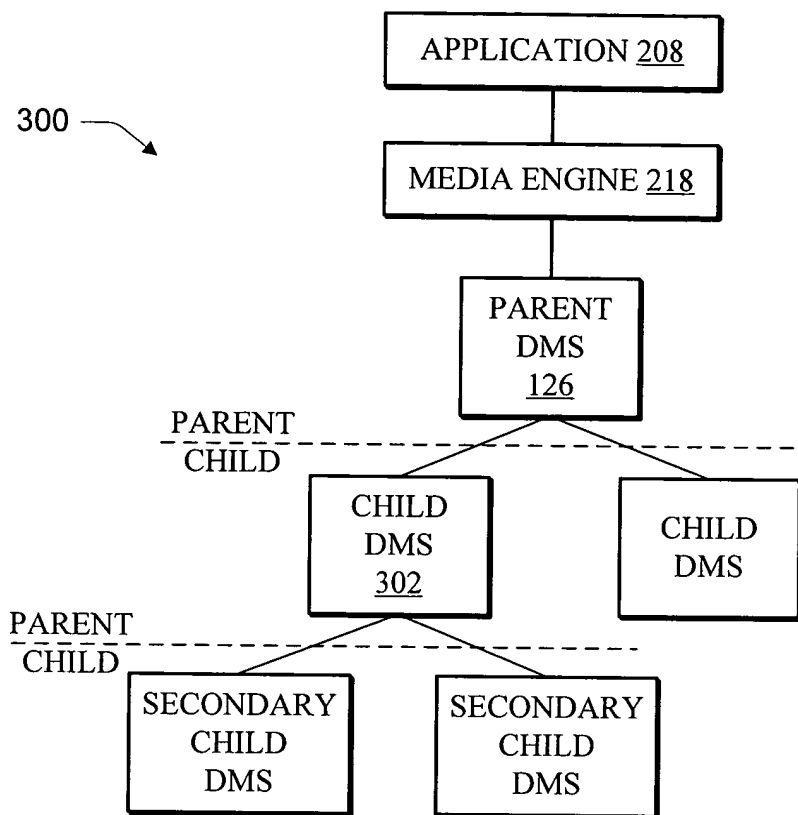 APPLICATION 208
300
MEDIA ENGINE 218
PARENT
DMS
126
PARENT
CHILD
CHILD
DMS
302
CHILD
DMS
PARENT
CHILD
SECONDARY
CHILD
DMS
SECONDARY
CHILD
DMS